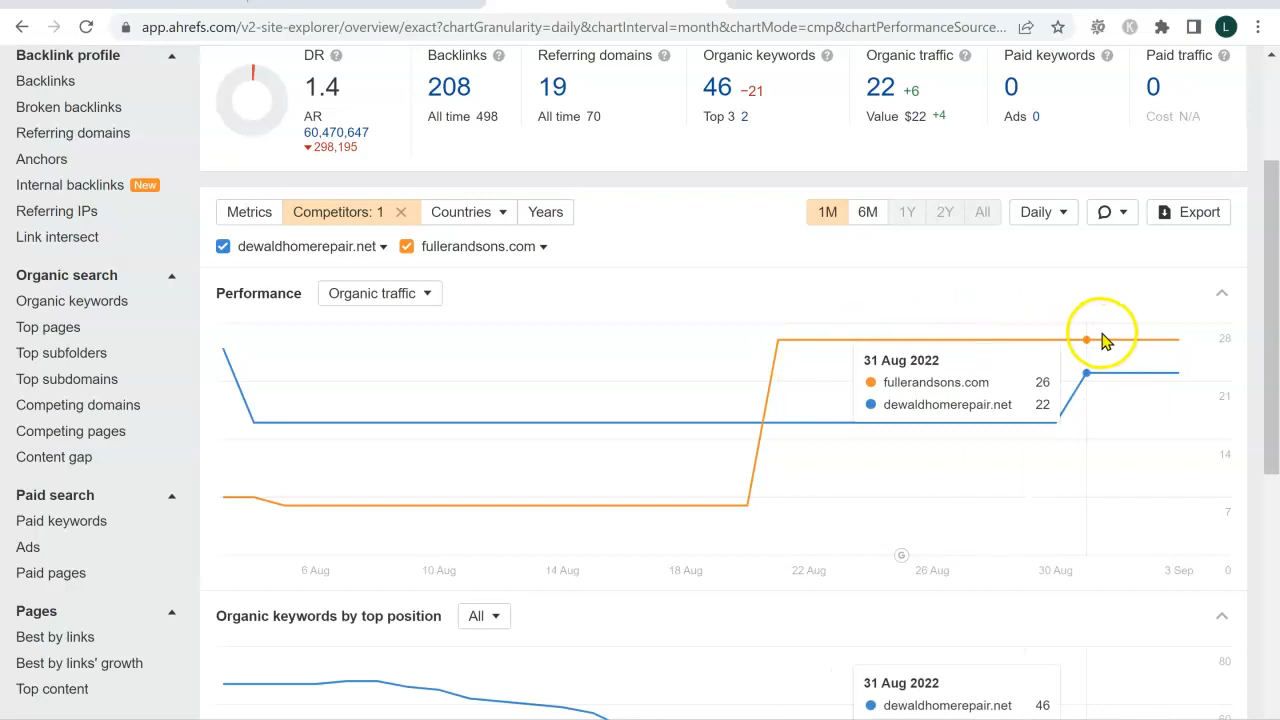 app.ahrefs.com/v2-site-explorer/overview/exact?chartGranularity=daily&chartInterval=month&chartMode=cmp&chartPerformanceSource...
K
L
Backlink profile
Backlinks
Broken backlinks
Referring domains
Anchors
Internal backlinks New
Referring IPs
Link intersect
Organic search
Organic keywords
Top pages
Top subfolders
Top subdomains
Competing domains
Competing pages
Content gap
Paid search
Paid keywords
Ads
Paid pages
Pages
Best by links
Best by links' growth
Top content
DR ?
1.4
AR
60,470,647
298,195
Backlinks ?
208
All time 498
Referring domains ?
19
All time 70
Organic keywords ?
46 −21
Top 3 2
Organic traffic ?
22 +6
Value $22 +4
Paid keywords ?
0
Ads 0
Paid traffic ?
0
Cost N/A
Metrics Competitors: 1 Countries Years
1M 6M 1Y 2Y All Daily Export
dewaldhomerepair.net fullerandsons.com
Performance Organic traffic
28
21
14
7
0
31 Aug 2022
fullerandsons.com 26
dewaldhomerepair.net 22
G
6 Aug 10 Aug 14 Aug 18 Aug 22 Aug 26 Aug 30 Aug 3 Sep
Organic keywords by top position All
80
31 Aug 2022
dewaldhomerepair.net 46
60